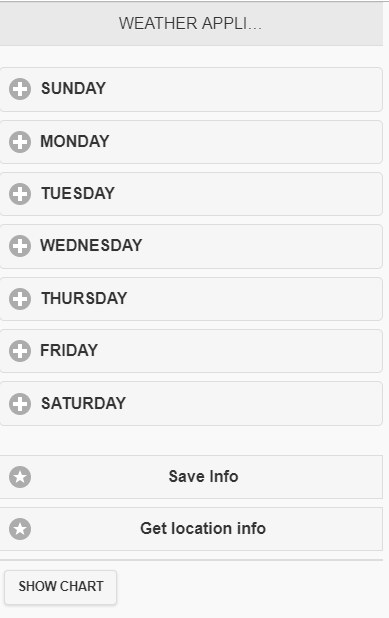 WEATHER APPLI...
SUNDAY
MONDAY
TUESDAY
WEDNESDAY
THURSDAY
FRIDAY
SATURDAY
Save Info
Get location info
SHOW CHART